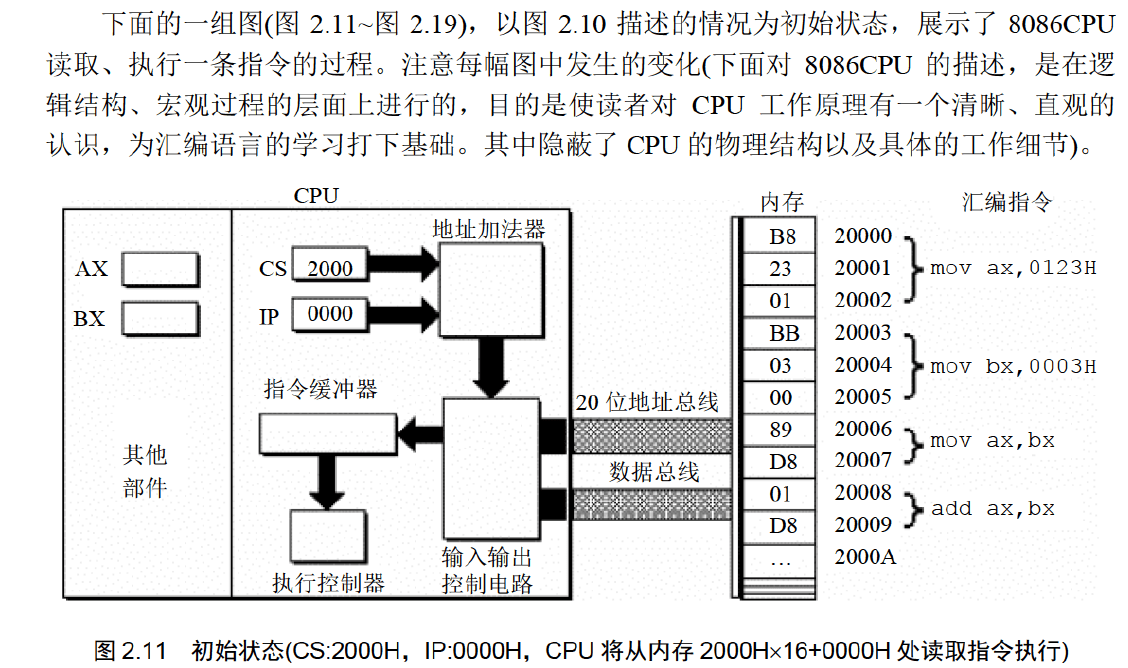 下面的一组图(图 2.11~图 2.19)，以图 2.10 描述的情况为初始状态，展示了 8086CPU
读取、执行一条指令的过程。注意每幅图中发生的变化(下面对 8086CPU 的描述，是在逻
辑结构、宏观过程的层面上进行的，目的是使读者对 CPU 工作原理有一个清晰、直观的
认识，为汇编语言的学习打下基础。其中隐蔽了 CPU 的物理结构以及具体的工作细节)。
CPU
内存
汇编指令
地址加法器
AX
CS
2000
BX
IP
0000
指令缓冲器
20 位地址总线
其他
部件
数据总线
执行控制器
输入输出
控制电路
B8
20000
23
20001
mov ax,0123H
01
20002
BB
20003
03
20004
mov bx,0003H
00
20005
89
20006
mov ax,bx
D8
20007
01
20008
add ax,bx
D8
20009
…
2000A
图 2.11 初始状态(CS:2000H，IP:0000H，CPU 将从内存 2000H×16+0000H 处读取指令执行)